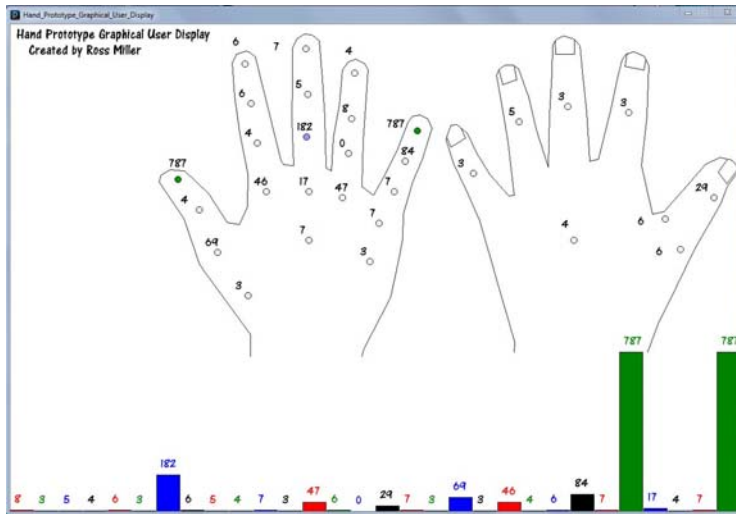 Hand_Prototype_Graphical_User_Display
Hand Prototype Graphical User Display
Created by Ross Miller
6 7 4
6 5 3 3
8 5 3
4 182 0 787
787 84 3
46 17 47 7 29
4
7 6
69 7 4
3 6
3
787 787
182
8 3 5 4 6 3 6 5 4 7 3 47 6 0 29 7 3 69 3 46 4 6 84 7 17 4 7